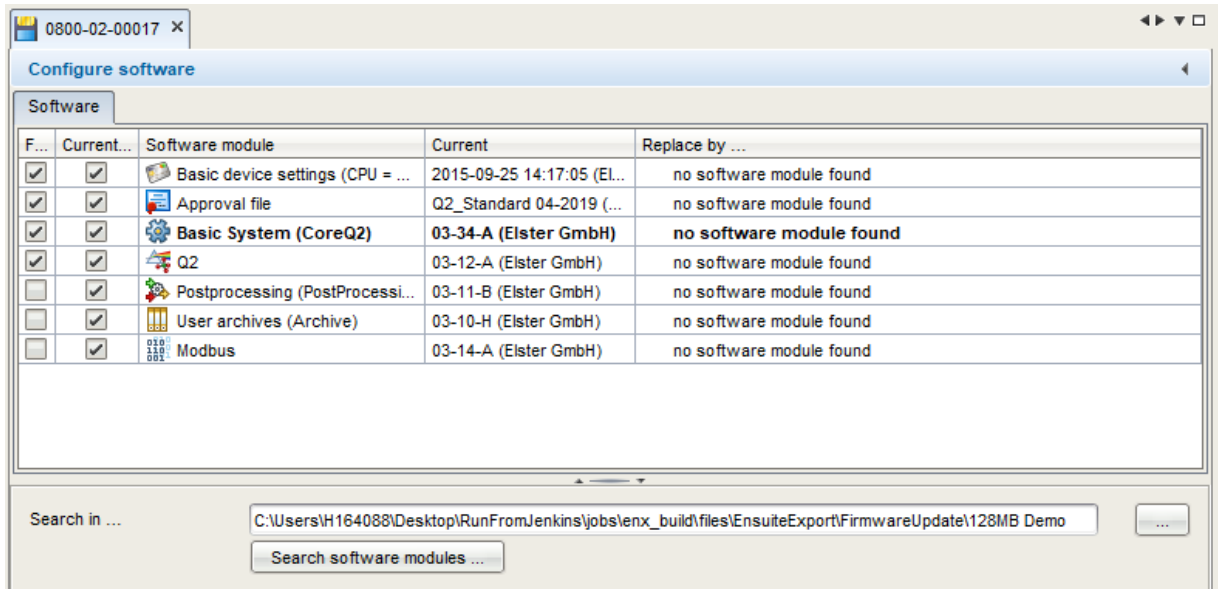 0800-02-00017
Configure software
Software
F... Current... Software module Current Replace by ...
Basic device settings (CPU = ... 2015-09-25 14:17:05 (El... no software module found
Approval file Q2_Standard 04-2019 (... no software module found
Basic System (CoreQ2) 03-34-A (Elster GmbH) no software module found
Q2 03-12-A (Elster GmbH) no software module found
Postprocessing (PostProcessi... 03-11-B (Elster GmbH) no software module found
User archives (Archive) 03-10-H (Elster GmbH) no software module found
Modbus 03-14-A (Elster GmbH) no software module found
Search in ... C:\Users\H164088\Desktop\RunFromJenkins\jobs\enx_build\files\EnsuiteExport\FirmwareUpdate\128MB Demo ...
Search software modules ...